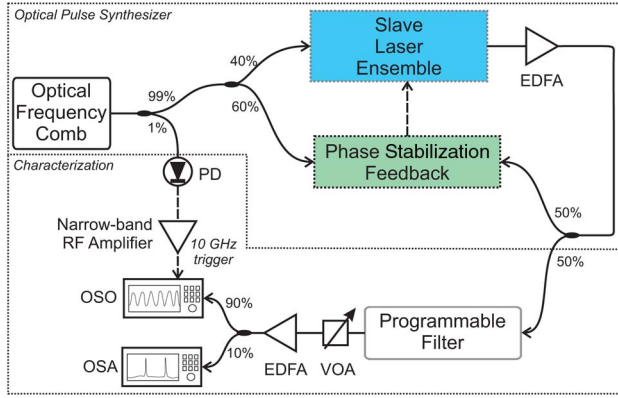 Optical Pulse Synthesizer
Slave
Laser
Ensemble
EDFA
40%
Optical
Frequency
Comb
99%
1%
60%
Phase Stabilization
Feedback
Characterization
PD
50%
Narrow-band
RF Amplifier
10 GHz
trigger
50%
OSO
90%
Programmable
Filter
10%
OSA
EDFA
VOA